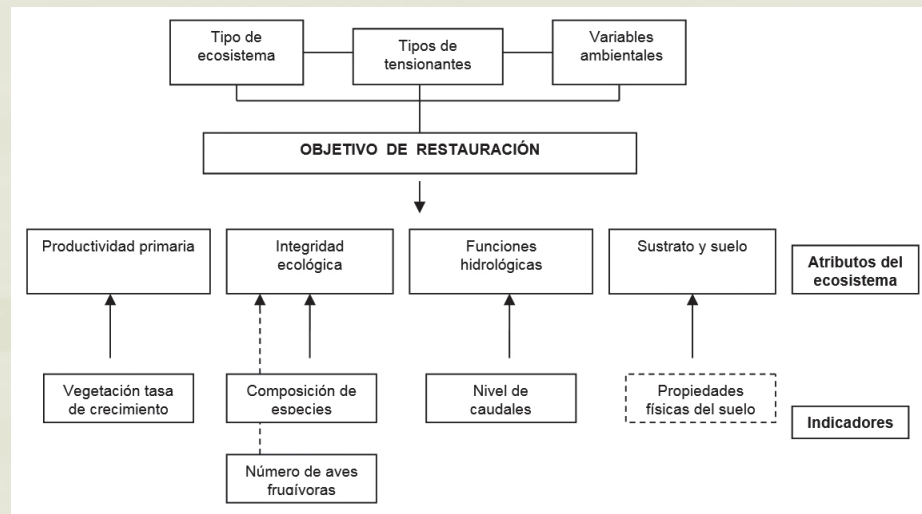 Tipo de
ecosistema
Tipos de
tensionantes
Variables
ambientales
OBJETIVO DE RESTAURACIÓN
Productividad primaria
Integridad
ecológica
Funciones
hidrológicas
Sustrato y suelo
Atributos del
ecosistema
Vegetación tasa
de crecimiento
Composición de
especies
Nivel de
caudales
Propiedades
físicas del suelo
Indicadores
Número de aves
frugívoras